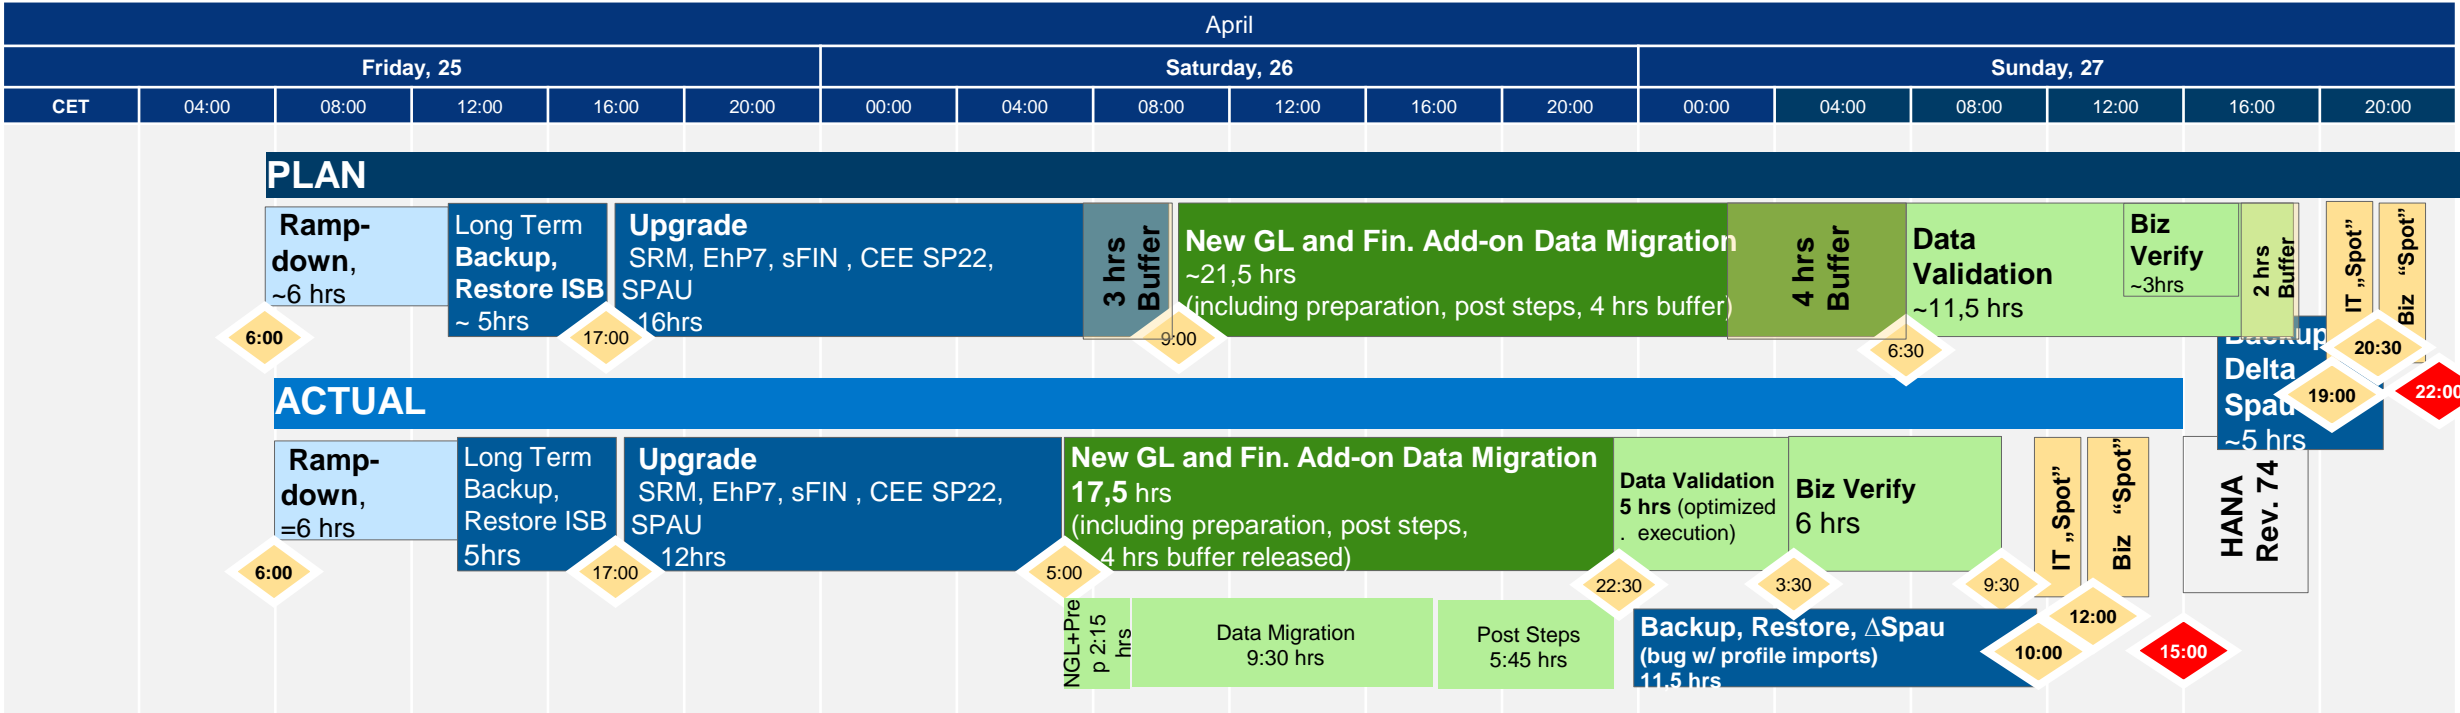 April
Friday, 25
Saturday, 26
Sunday, 27
CET
04:00
08:00
12:00
16:00
20:00
00:00
04:00
08:00
12:00
16:00
20:00
00:00
04:00
08:00
12:00
16:00
20:00
PLAN
Ramp-
down,
~6 hrs
Long Term
Backup,
Restore ISB
~ 5hrs
Upgrade
SRM, EhP7, sFIN , CEE SP22,
SPAU
16hrs
3 hrs
Buffer
New GL and Fin. Add-on Data Migration
~21,5 hrs
(including preparation, post steps, 4 hrs buffer)
4 hrs
Buffer
Data
Validation
~11,5 hrs
Biz
Verify
~3hrs
2 hrs
Buffer
Backup
Delta
Spau
~5 hrs
IT „Spot”
Biz “Spot”
6:00
17:00
9:00
6:30
19:00
20:30
22:00
ACTUAL
Ramp-
down,
=6 hrs
Long Term
Backup,
Restore ISB
5hrs
Upgrade
SRM, EhP7, sFIN , CEE SP22,
SPAU
12hrs
New GL and Fin. Add-on Data Migration
17,5 hrs
(including preparation, post steps,
4 hrs buffer released)
Data Validation
5 hrs (optimized
. execution)
Biz Verify
6 hrs
IT „Spot”
Biz “Spot”
HANA
Rev. 74
6:00
17:00
5:00
22:30
3:30
9:30
NGL+Pre
p 2:15
hrs
Data Migration
9:30 hrs
Post Steps
5:45 hrs
Backup, Restore, ∆Spau
(bug w/ profile imports)
11,5 hrs
10:00
12:00
15:00